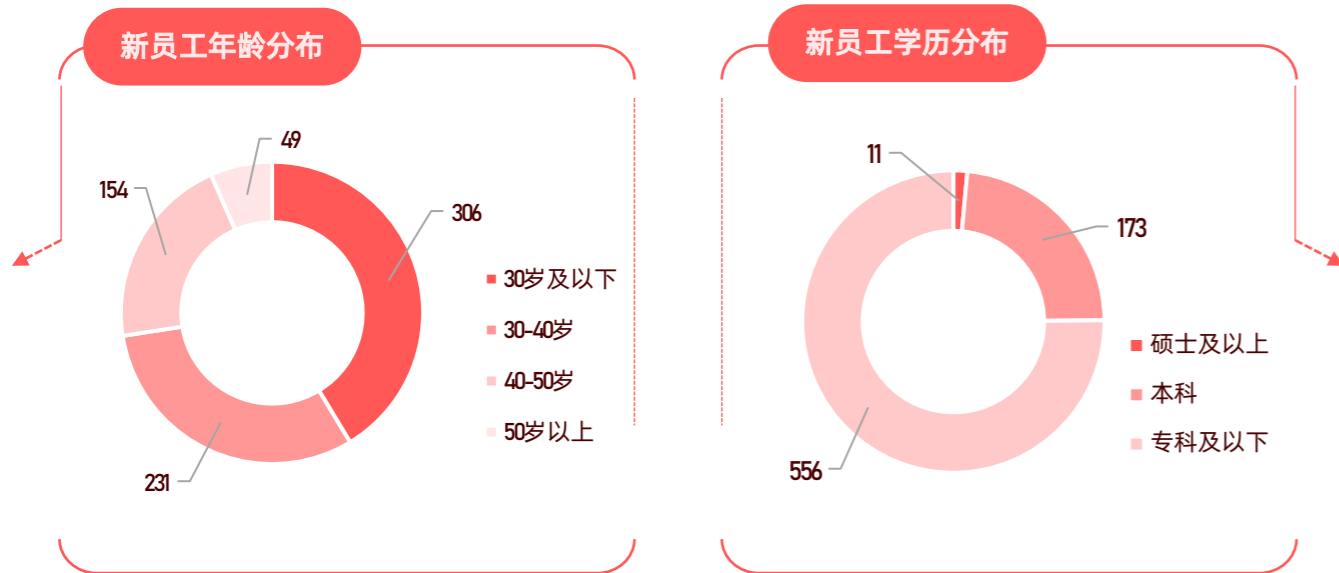 新员工年龄分布
49
154
306
231
30岁及以下
30-40岁
40-50岁
50岁以上
新员工学历分布
11
173
556
硕士及以上
本科
专科及以下